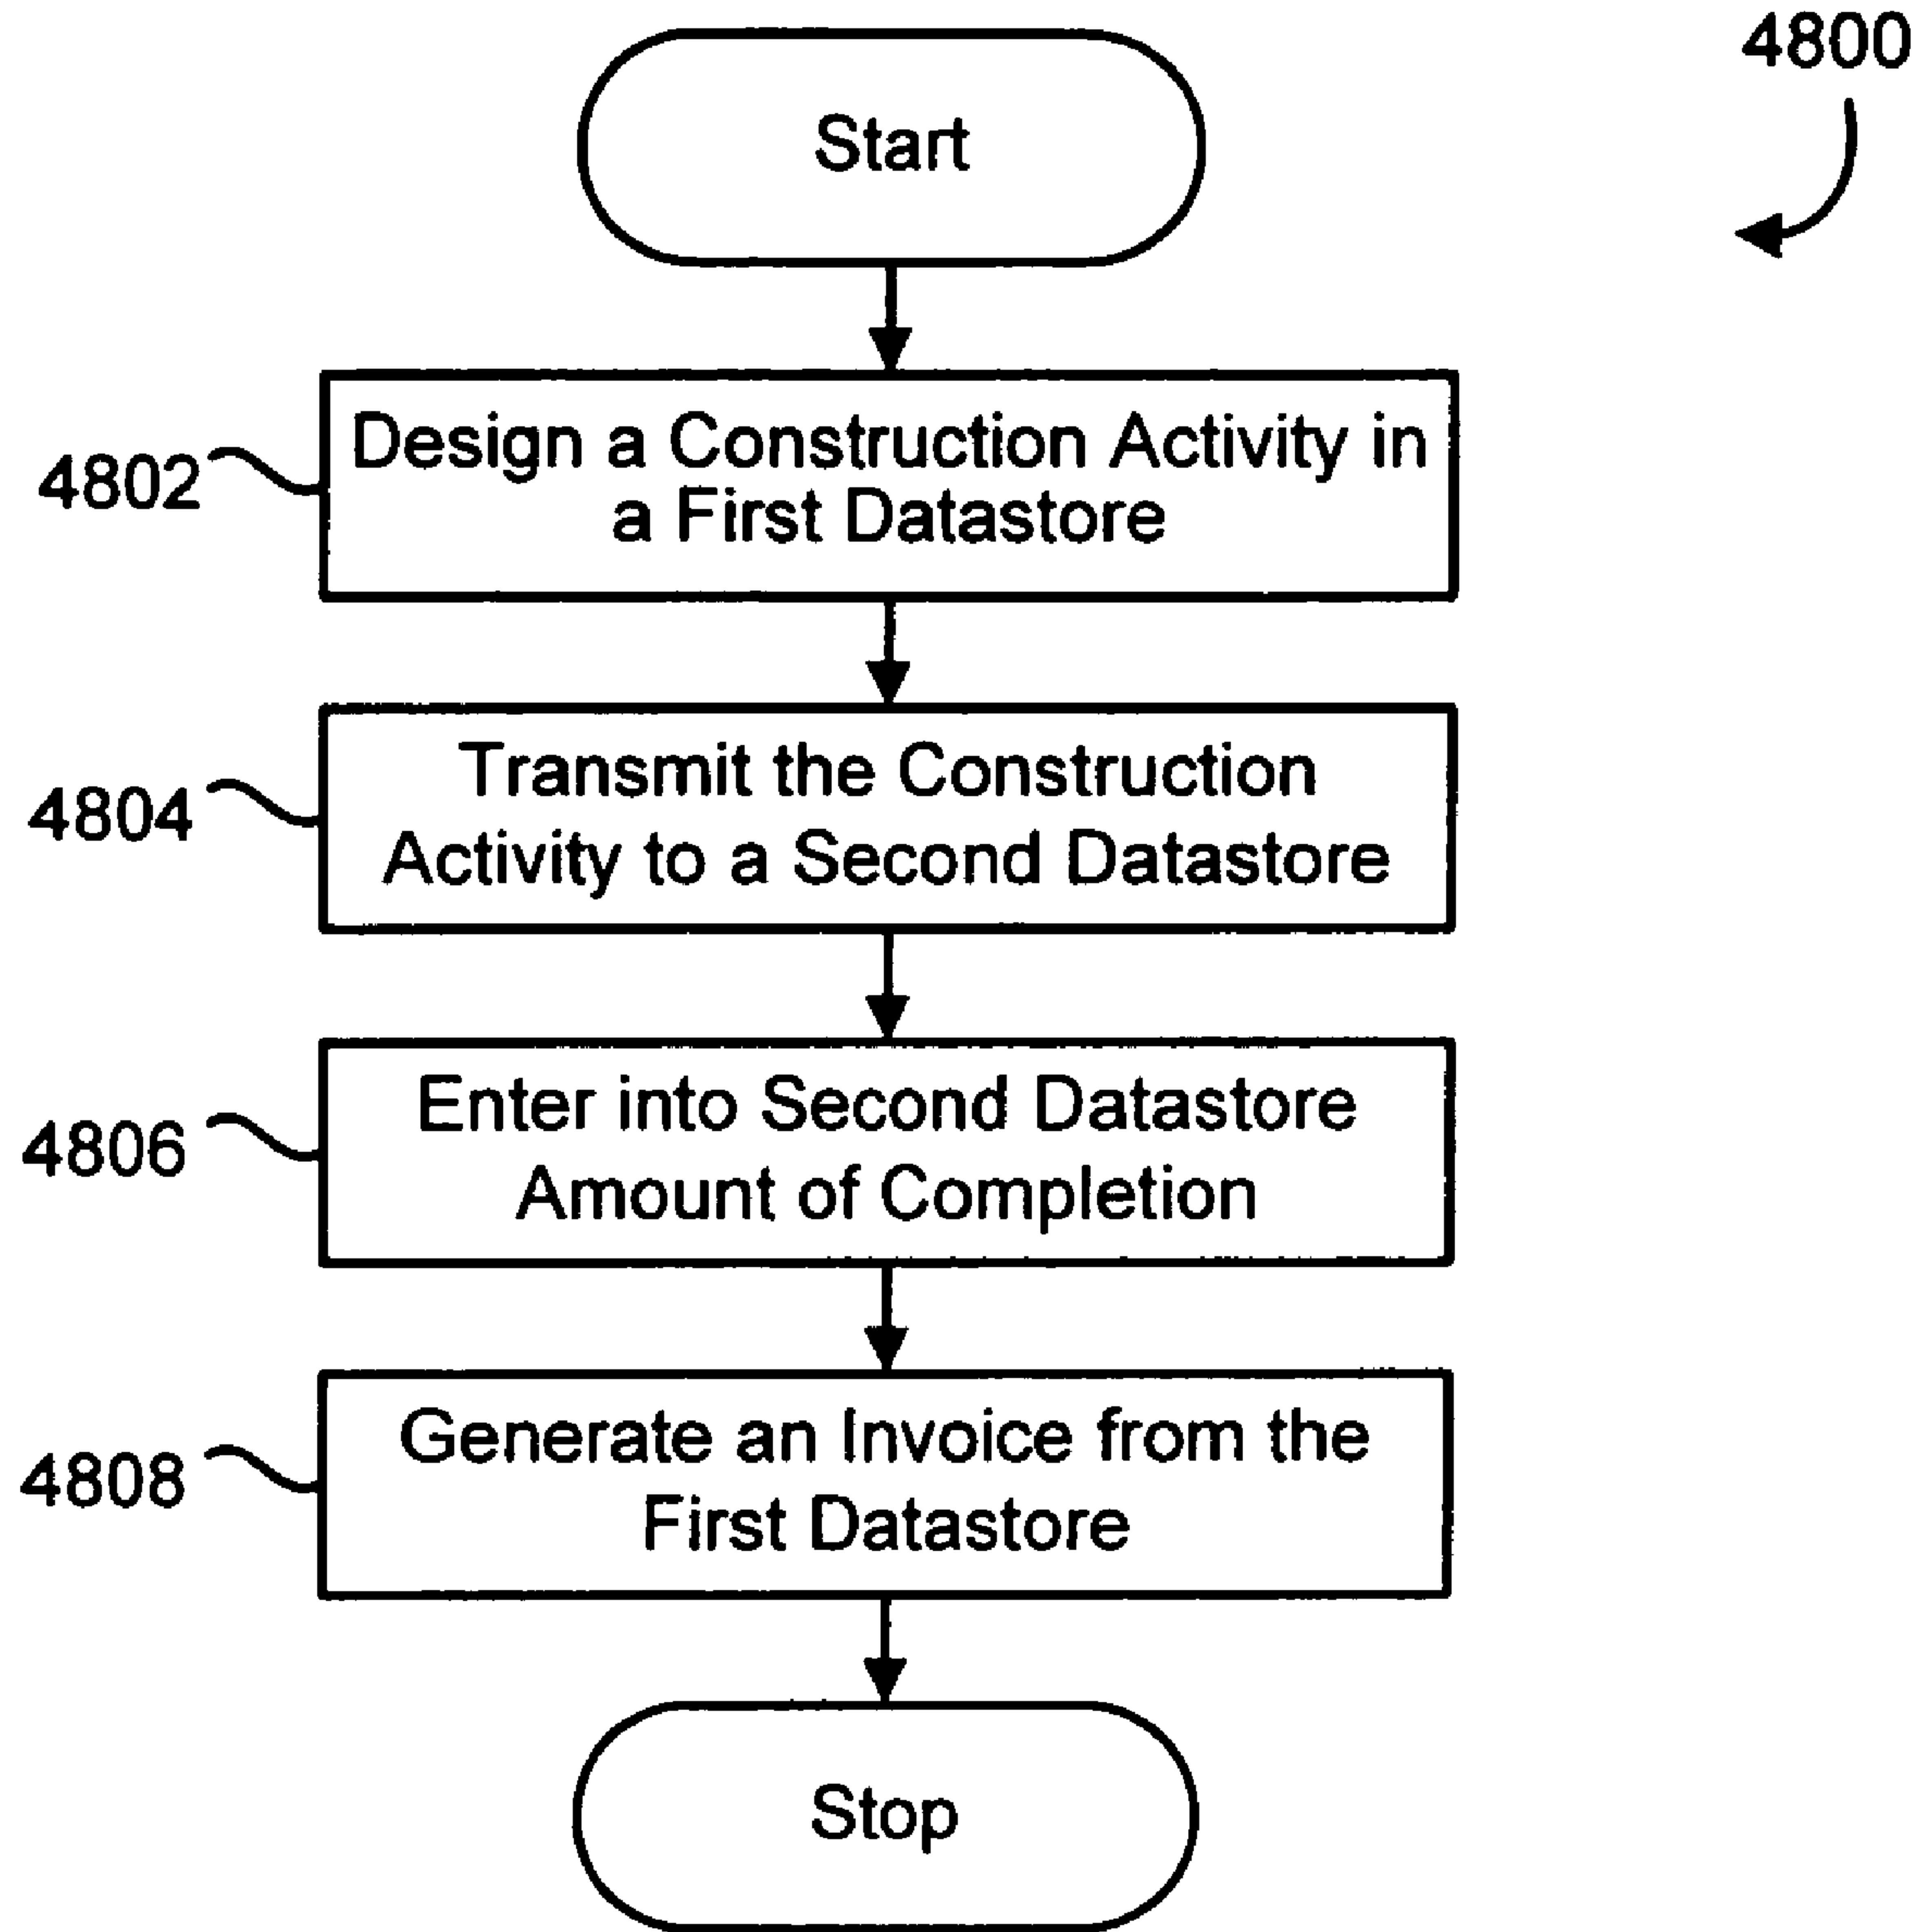 4800
Start
4802
Design a Construction Activity in
a First Datastore
4804
Transmit the Construction
Activity to a Second Datastore
4806
Enter into Second Datastore
Amount of Completion
4808
Generate an Invoice from the
First Datastore
Stop